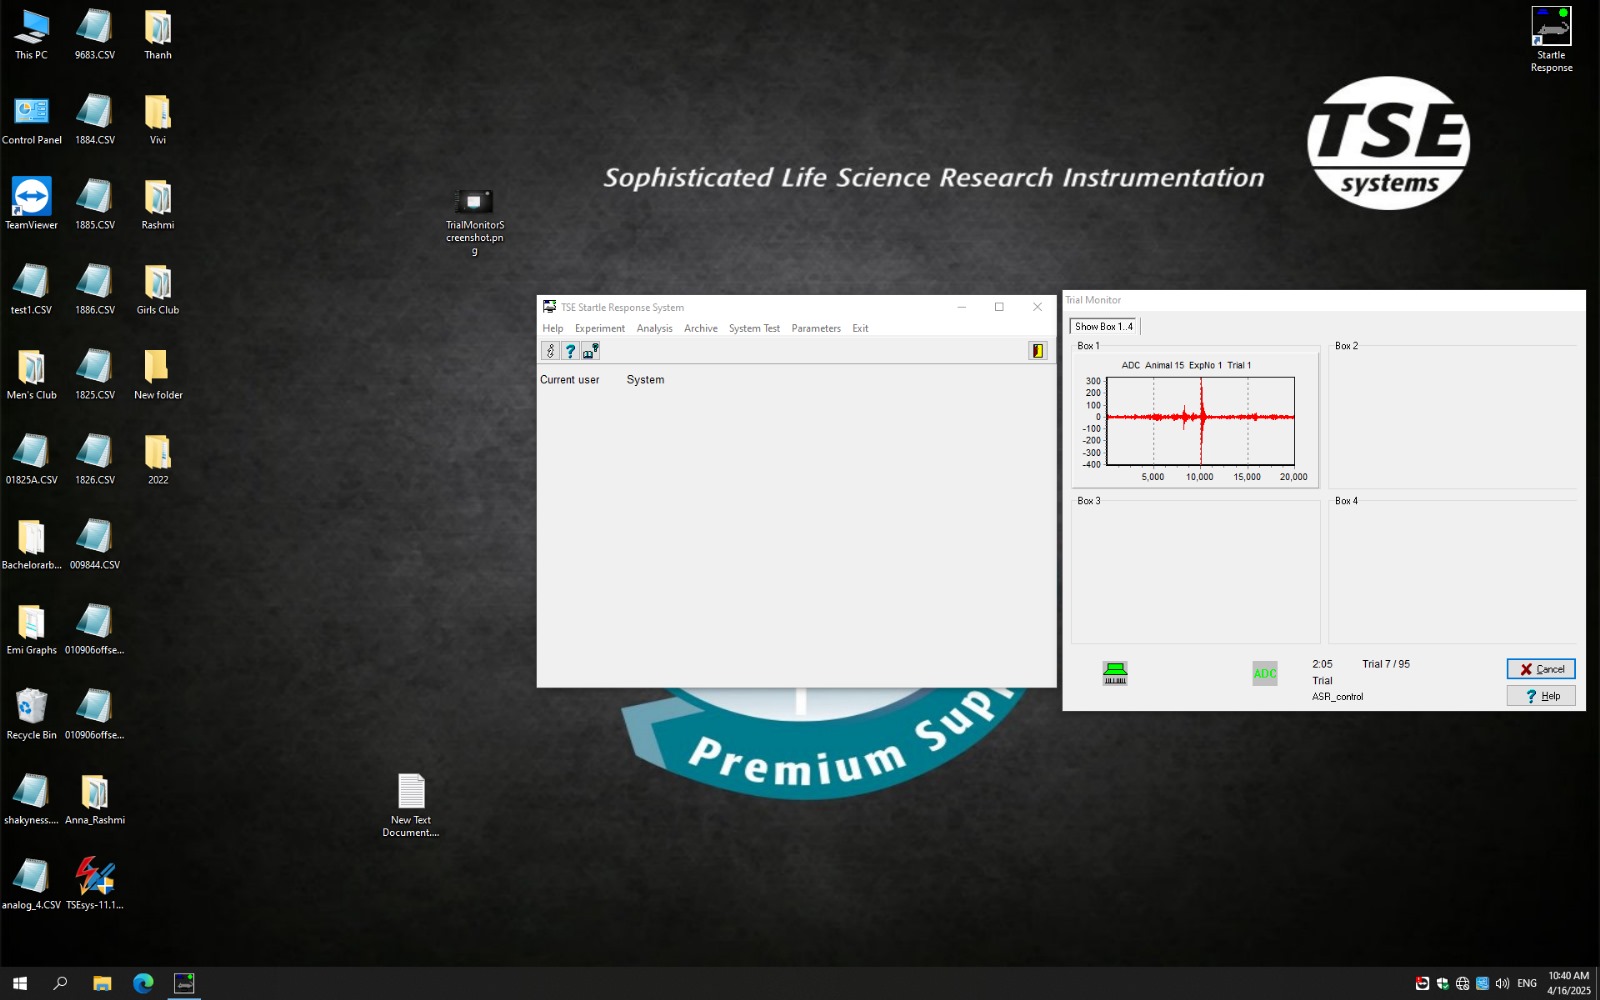 This PC
9683.CSV
Thanh
Control Panel
1884.CSV
Vivi
TeamViewer
1885.CSV
Rashmi
test1.CSV
1886.CSV
Girls Club
Men's Club
1825.CSV
New folder
01825A.CSV
1826.CSV
2022
Bachelorarb...
009844.CSV
Emi Graphs
010906offse...
Recycle Bin
010906offse...
shakyness....
Anna_Rashmi
analog_4.CSV
TSEsys-11.1...
TrialMonitorS
creenshot.pn
g
New Text
Document....
Startle
Response
Sophisticated Life Science Research Instrumentation
TSE
systems
Premium Sup
TSE Startle Response System
Help Experiment Analysis Archive System Test Parameters Exit
Current user System
Trial Monitor
Show Box 1..4
Box 1
ADC Animal 15 ExpNo 1 Trial 1
300
200
100
0
-100
-200
-300
-400
5,000 10,000 15,000 20,000
Box 2
Box 3
Box 4
ADC
2:05 Trial 7 / 95
Trial
ASR_control
Cancel
Help
ENG
10:40 AM
4/16/2025